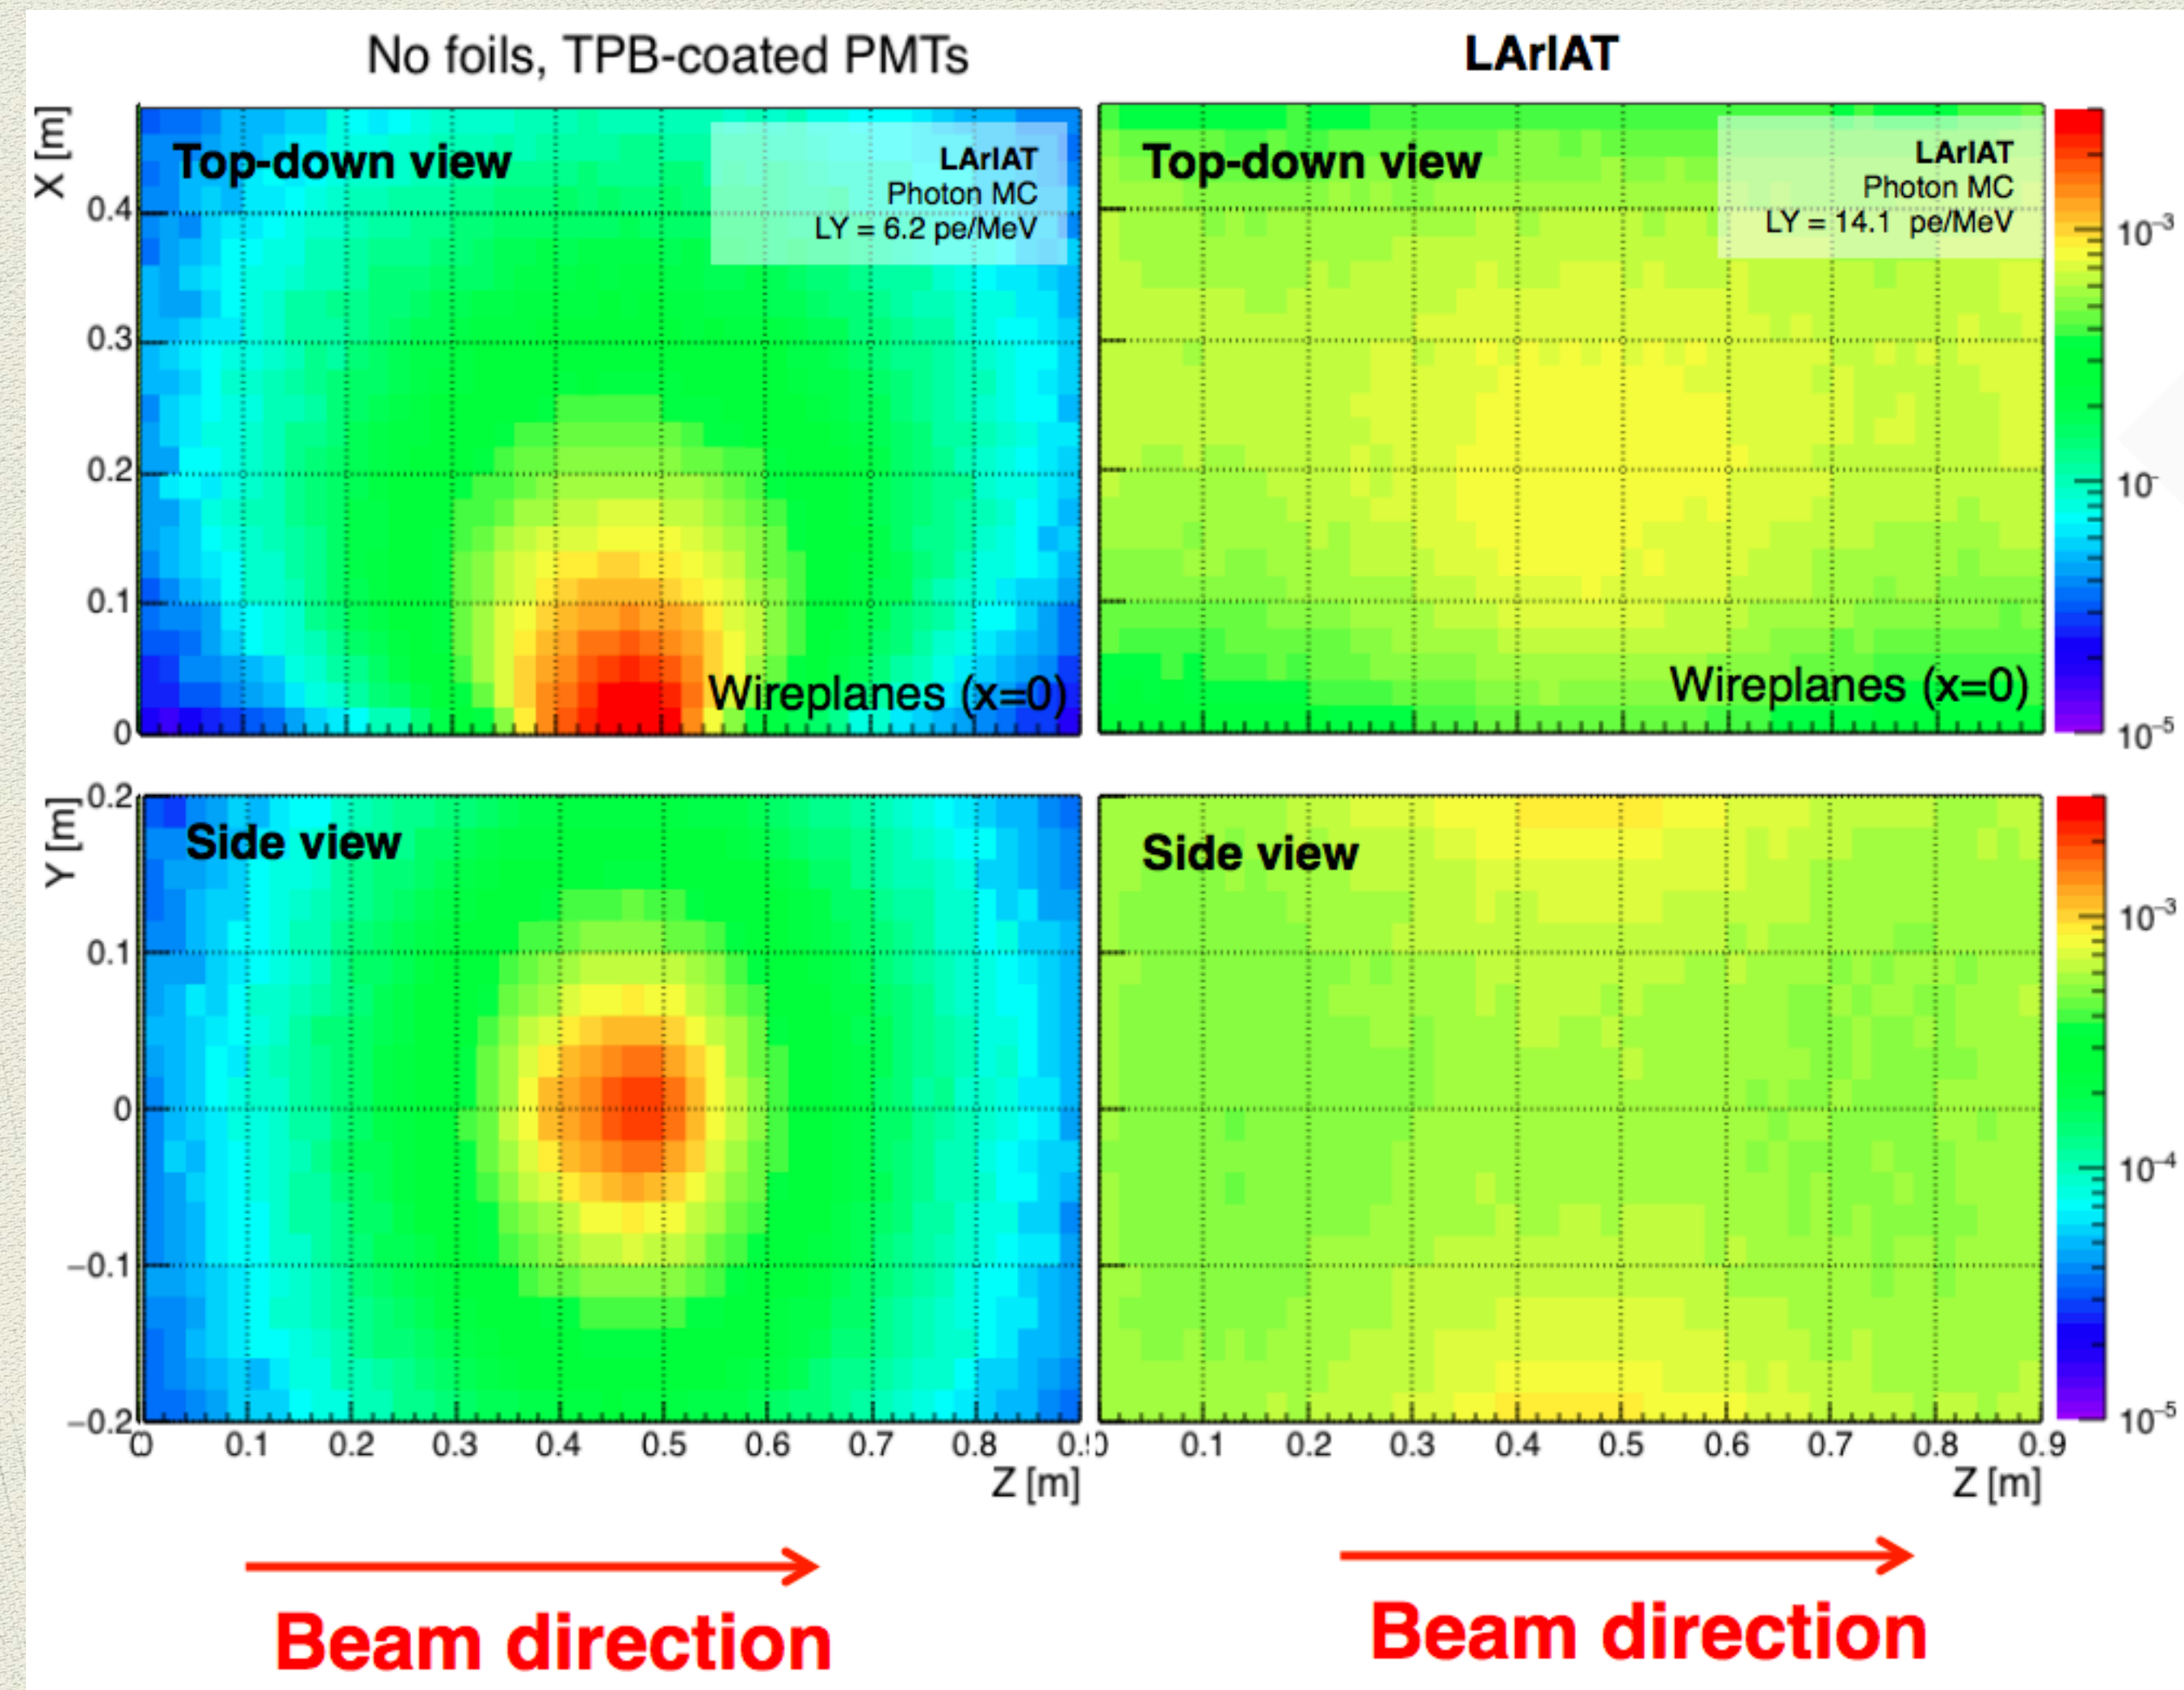 No foils, TPB-coated PMTs
LArIAT
X [m]
Top-down view
LArIAT
Photon MC
LY = 6.2 pe/MeV
0.4
0.3
0.2
0.1
0
Wireplanes (x=0)
Top-down view
LArIAT
Photon MC
LY = 14.1 pe/MeV
Wireplanes (x=0)
10⁻³
10⁻
10⁻⁵
Y [m]
Side view
0.2
0.1
0
−0.1
−0.2
0 0.1 0.2 0.3 0.4 0.5 0.6 0.7 0.8
Z [m]
Side view
10⁻³
10⁻⁴
10⁻⁵
0.1 0.2 0.3 0.4 0.5 0.6 0.7 0.8 0.9
Z [m]
Beam direction
Beam direction